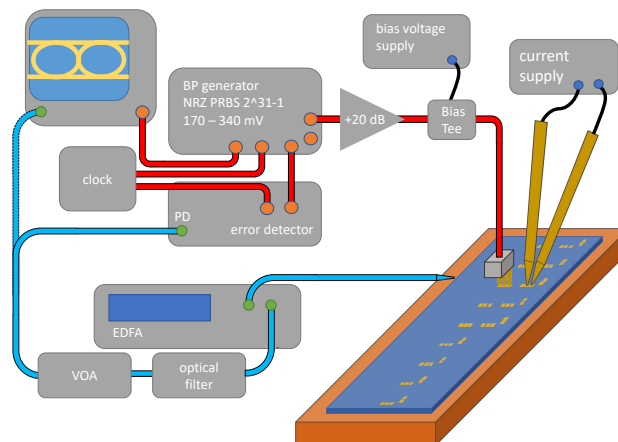 bias voltage
supply
current
supply
BP generator
NRZ PRBS 2^31-1
170 – 340 mV
+20 dB
Bias
Tee
clock
PD
error detector
EDFA
VOA
optical
filter